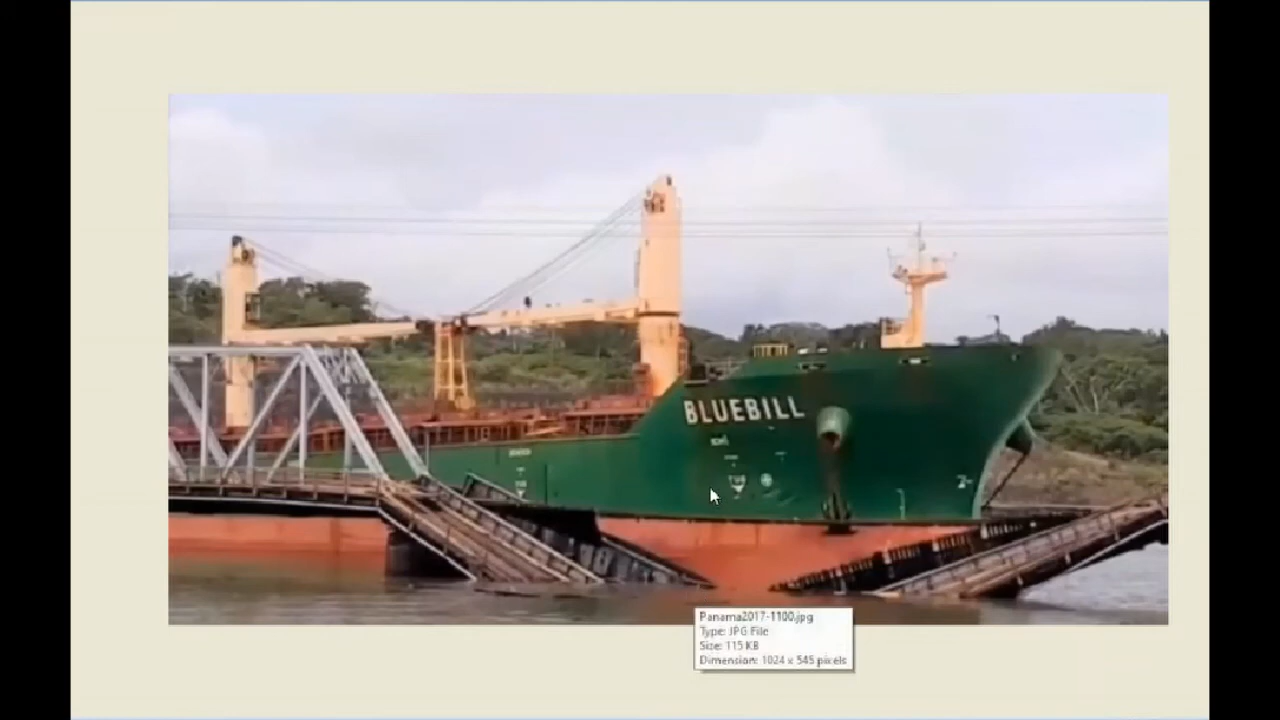 BLUEBILL
Panama2017-1100.jpg
Type: JPG File
Size: 115 KB
Dimension: 1024 x 545 pixels